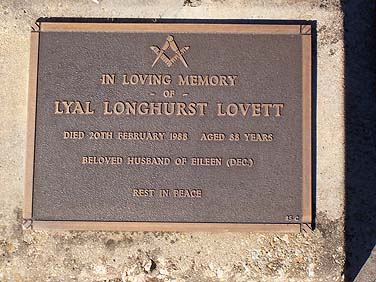 IN LOVING MEMORY
- OF -
LYAL LONGHURST LOVETT
DIED 20TH FEBRUARY 1988 AGED 88 YEARS
BELOVED HUSBAND OF EILEEN (DEC.)
REST IN PEACE